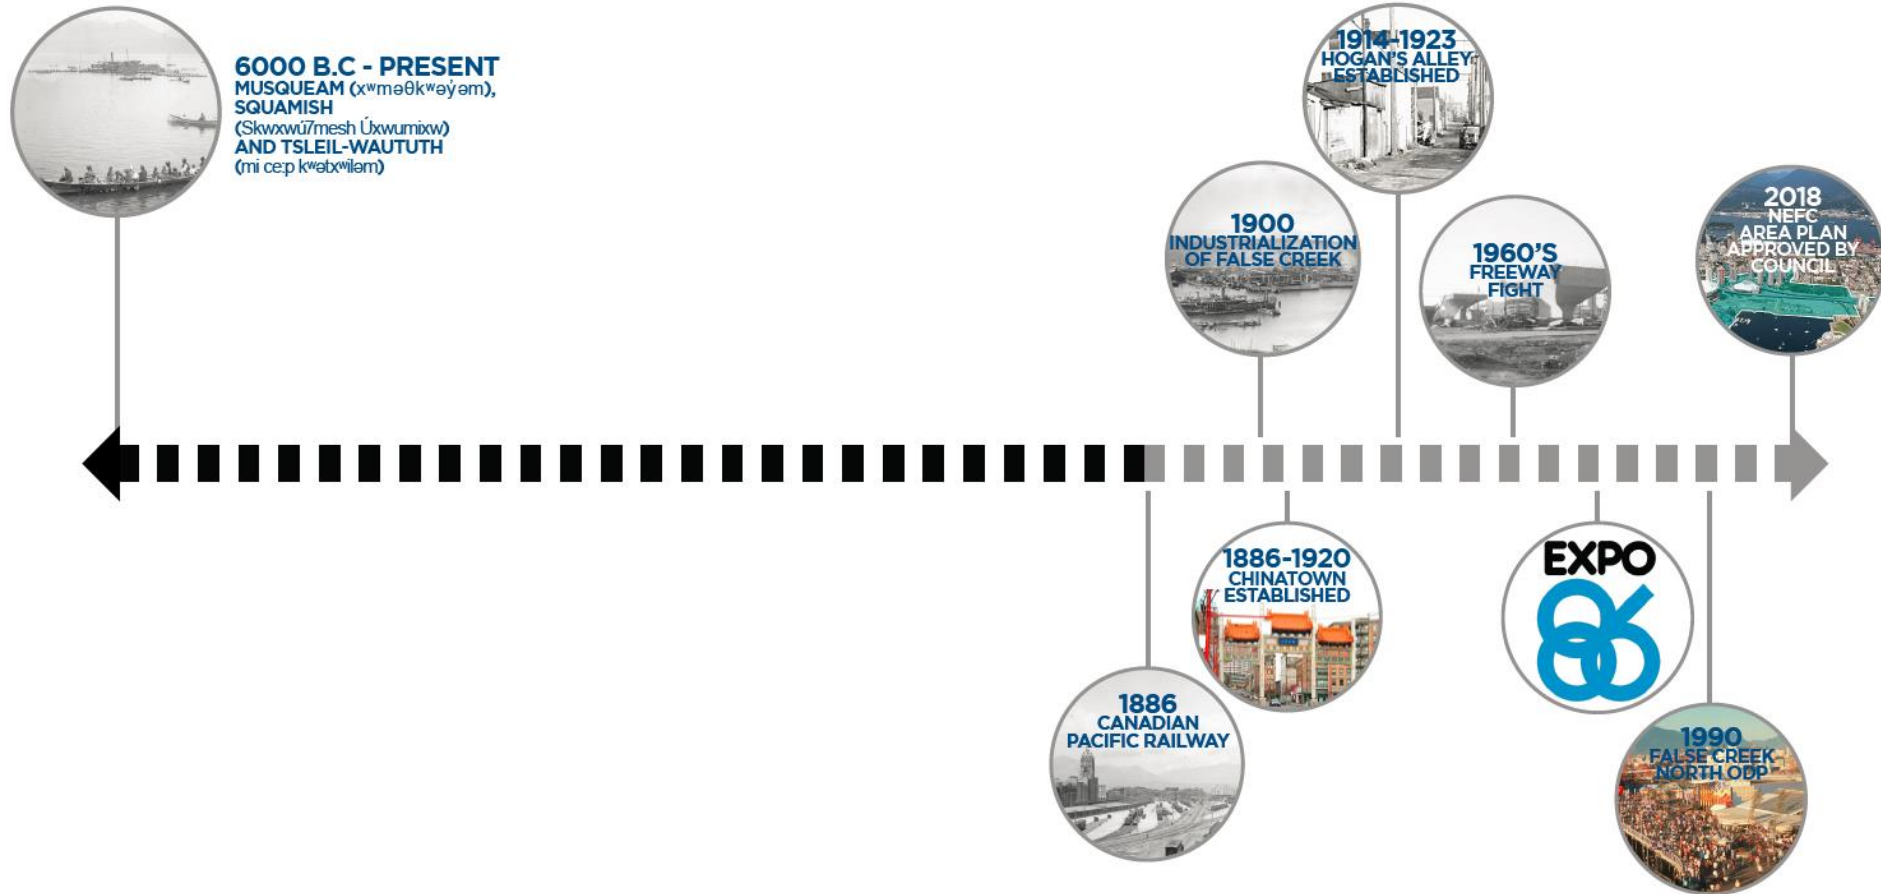 6000 B.C - PRESENT
MUSQUEAM (xʷməθkʷəy̓əm),
SQUAMISH
(Skwxwú7mesh Úxwumixw)
AND TSLEIL-WAUTUTH
(mi ce:p kʷətxʷiləm)
1886
CANADIAN
PACIFIC RAILWAY
1900
INDUSTRIALIZATION
OF FALSE CREEK
1886-1920
CHINATOWN
ESTABLISHED
1914-1923
HOGAN'S ALLEY
ESTABLISHED
1960'S
FREEWAY
FIGHT
EXPO
86
1990
FALSE CREEK
NORTH ODP
2018
NEFC
AREA PLAN
APPROVED BY
COUNCIL